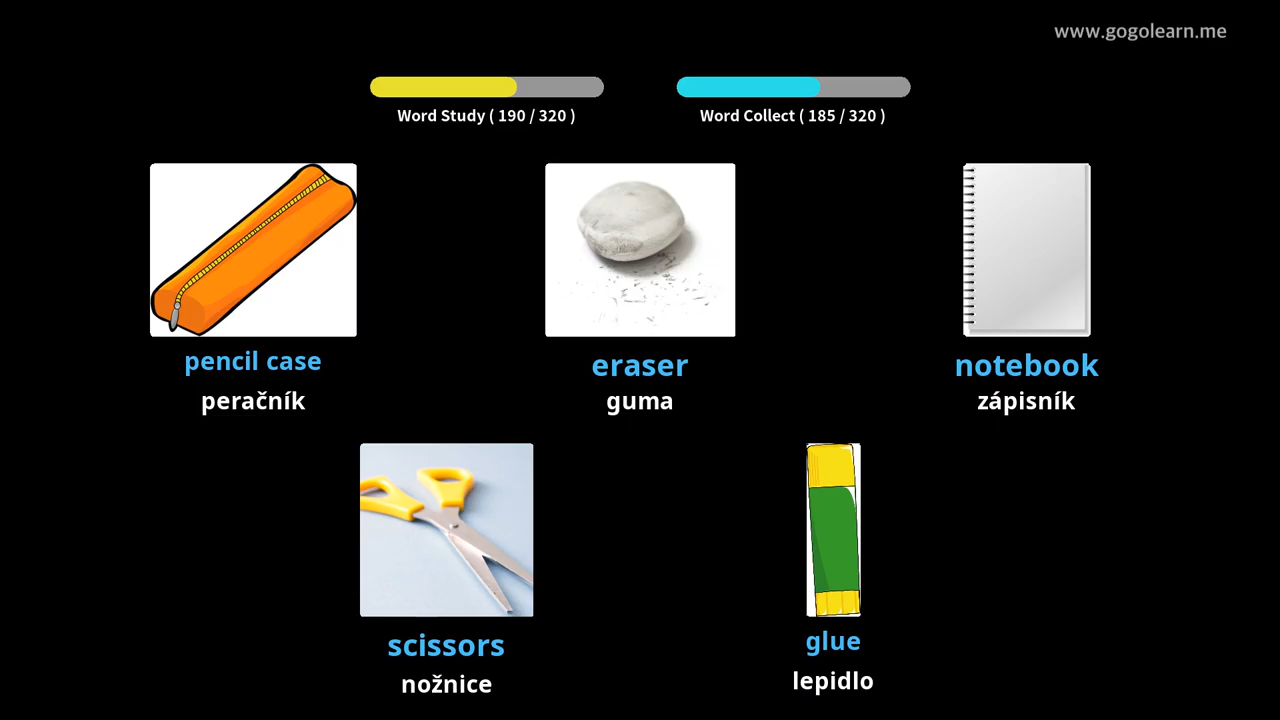 www.gogolearn.me
Word Study ( 190 / 320 )
Word Collect ( 185 / 320 )
pencil case
peračník
eraser
guma
notebook
zápisník
scissors
nožnice
glue
lepidlo